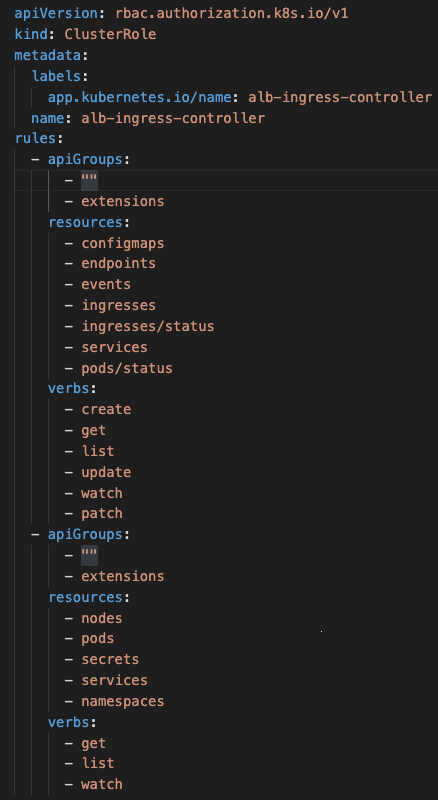 apiVersion: rbac.authorization.k8s.io/v1
kind: ClusterRole
metadata:
  labels:
    app.kubernetes.io/name: alb-ingress-controller
  name: alb-ingress-controller
rules:
  - apiGroups:
      - ""
      - extensions
    resources:
      - configmaps
      - endpoints
      - events
      - ingresses
      - ingresses/status
      - services
      - pods/status
    verbs:
      - create
      - get
      - list
      - update
      - watch
      - patch
  - apiGroups:
      - ""
      - extensions
    resources:
      - nodes
      - pods
      - secrets
      - services
      - namespaces
    verbs:
      - get
      - list
      - watch